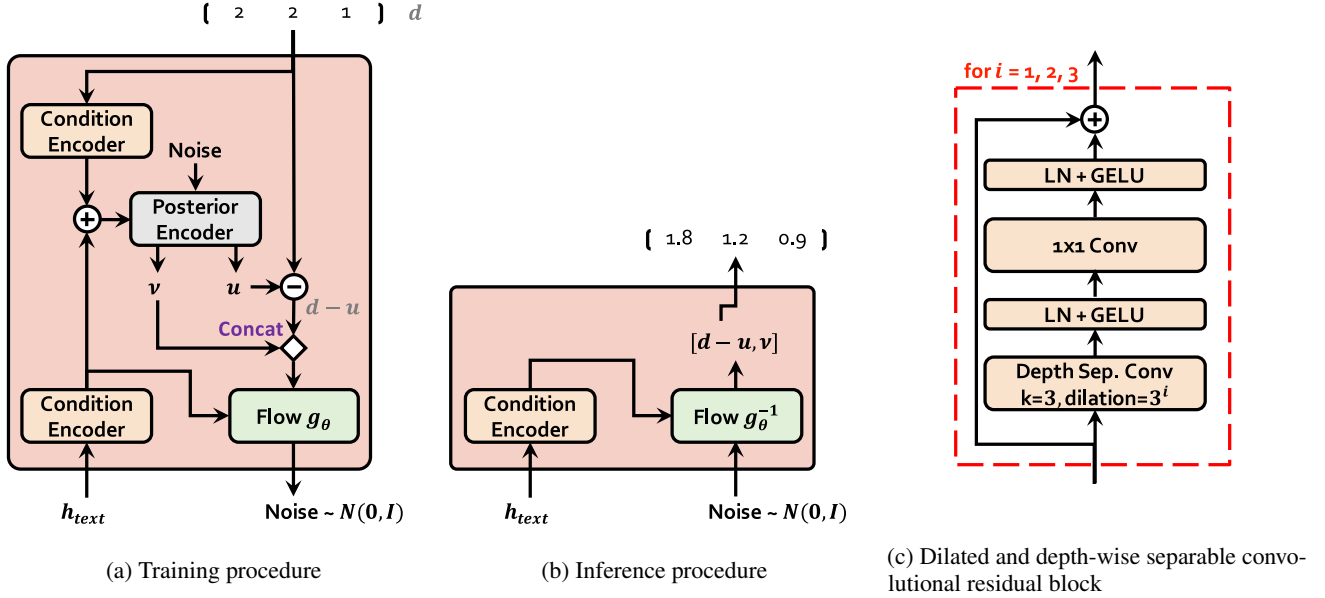 2 2 1 d
Condition
Encoder
Noise
Posterior
Encoder
ν u
d − u
Concat
Condition
Encoder
Flow gθ
h_text
Noise ~ N(0, I)
(a) Training procedure
1.8 1.2 0.9
[d − u, ν]
Condition
Encoder
Flow gθ⁻¹
h_text
Noise ~ N(0, I)
(b) Inference procedure
for i = 1, 2, 3
LN + GELU
1x1 Conv
LN + GELU
Depth Sep. Conv
k=3, dilation=3ⁱ
(c) Dilated and depth-wise separable convo-
lutional residual block